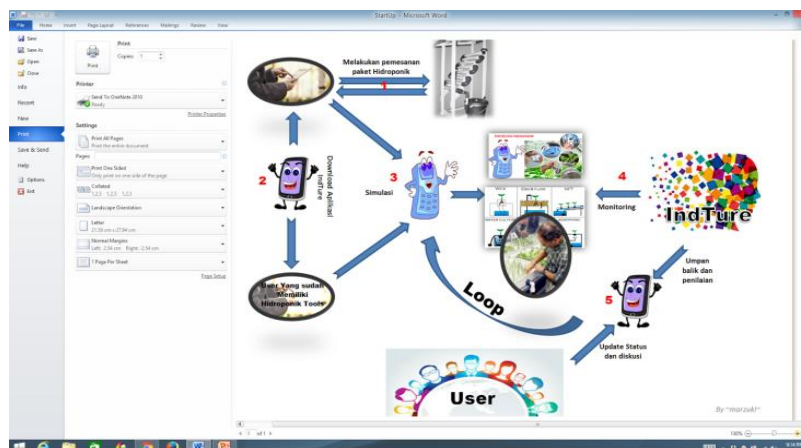 StartUp - Microsoft Word
File Home Insert Page Layout References Mailings Review View
Save
Save As
Open
Close
Info
Recent
New
Print
Save & Send
Help
Options
Exit
Print
Copies: 1
Print
Printer
Send To OneNote 2010
Ready
Printer Properties
Settings
Print All Pages
Print the entire document
Pages:
Print One Sided
Only print on one side of the page
Collated
1,2,3 1,2,3 1,2,3
Landscape Orientation
Letter
21.59 cm x 27.94 cm
Normal Margins
Left: 2.54 cm Right: 2.54 cm
1 Page Per Sheet
Page Setup
Melakukan pemesanan
paket Hidroponik
1
2
Download Aplikasi
IndTure
3
Simulasi
4
Monitoring
IndTure
User Yang sudah
Memiliki
Hidroponik Tools
Loop
Umpan
balik dan
penilaian
5
Update Status
dan diskusi
User
By ~marzuki~
1 of 1
100%